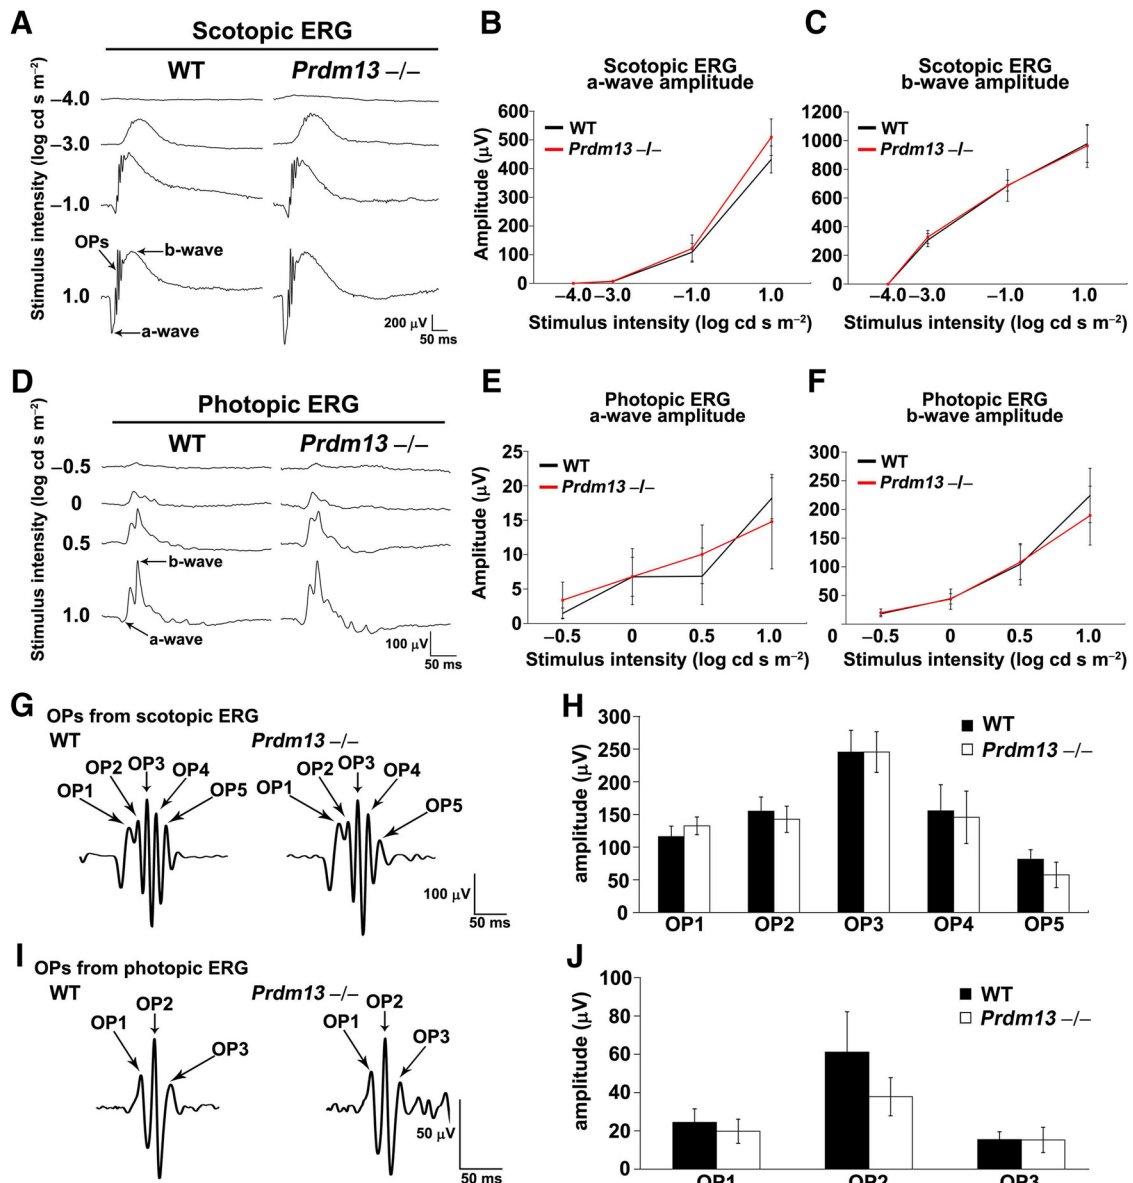 A
Scotopic ERG
WT
Prdm13 –/–
Stimulus intensity (log cd s m⁻²)
–4.0
–3.0
–1.0
OPs
b-wave
1.0
a-wave
200 μV
50 ms
B
Scotopic ERG
a-wave amplitude
Amplitude (μV)
600
500
400
300
200
100
0
WT
Prdm13 –/–
–4.0 –3.0 –1.0 1.0
Stimulus intensity (log cd s m⁻²)
C
Scotopic ERG
b-wave amplitude
1200
1000
800
600
400
200
0
WT
Prdm13 –/–
–4.0 –3.0 –1.0 1.0
Stimulus intensity (log cd s m⁻²)
D
Photopic ERG
WT
Prdm13 –/–
Stimulus intensity (log cd s m⁻²)
–0.5
0
0.5
b-wave
1.0
a-wave
100 μV
50 ms
E
Photopic ERG
a-wave amplitude
Amplitude (μV)
25
20
15
10
5
0
WT
Prdm13 –/–
–0.5 0 0.5 1.0
Stimulus intensity (log cd s m⁻²)
F
Photopic ERG
b-wave amplitude
300
250
200
150
100
50
0
WT
Prdm13 –/–
–0.5 0 0.5 1.0
Stimulus intensity (log cd s m⁻²)
G
OPs from scotopic ERG
WT
OP1
OP2
OP3
OP4
OP5
Prdm13 –/–
OP1
OP2
OP3
OP4
OP5
100 μV
50 ms
H
amplitude (μV)
300
250
200
150
100
50
0
WT
Prdm13 –/–
OP1 OP2 OP3 OP4 OP5
I
OPs from photopic ERG
WT
OP1
OP2
OP3
Prdm13 –/–
OP1
OP2
OP3
50 μV
50 ms
J
amplitude (μV)
100
80
60
40
20
0
WT
Prdm13 –/–
OP1 OP2 OP3